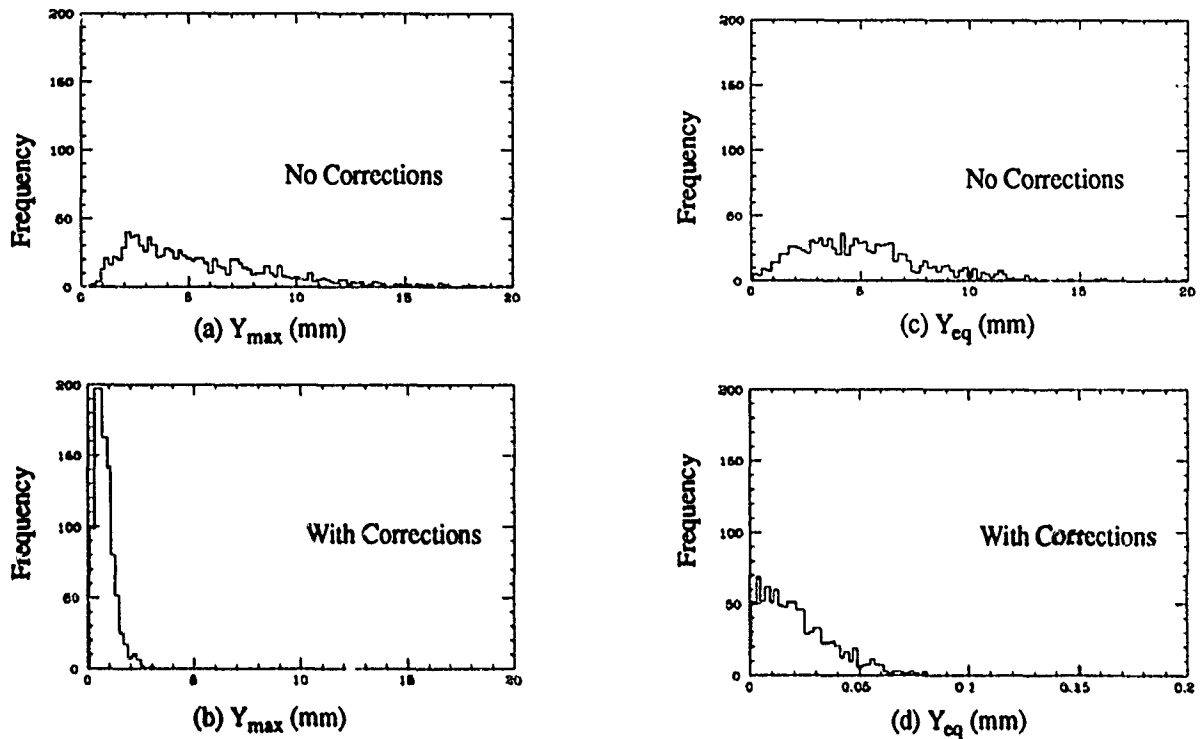 200
150
100
50
0
Frequency
No Corrections
0 5 10 15 20
(a) Y_max (mm)
200
150
100
50
0
Frequency
No Corrections
0 5 10 15 20
(c) Y_eq (mm)
200
150
100
50
0
Frequency
With Corrections
0 5 10 15 20
(b) Y_max (mm)
200
150
100
50
0
Frequency
With Corrections
0 0.05 0.1 0.15 0.2
(d) Y_eq (mm)